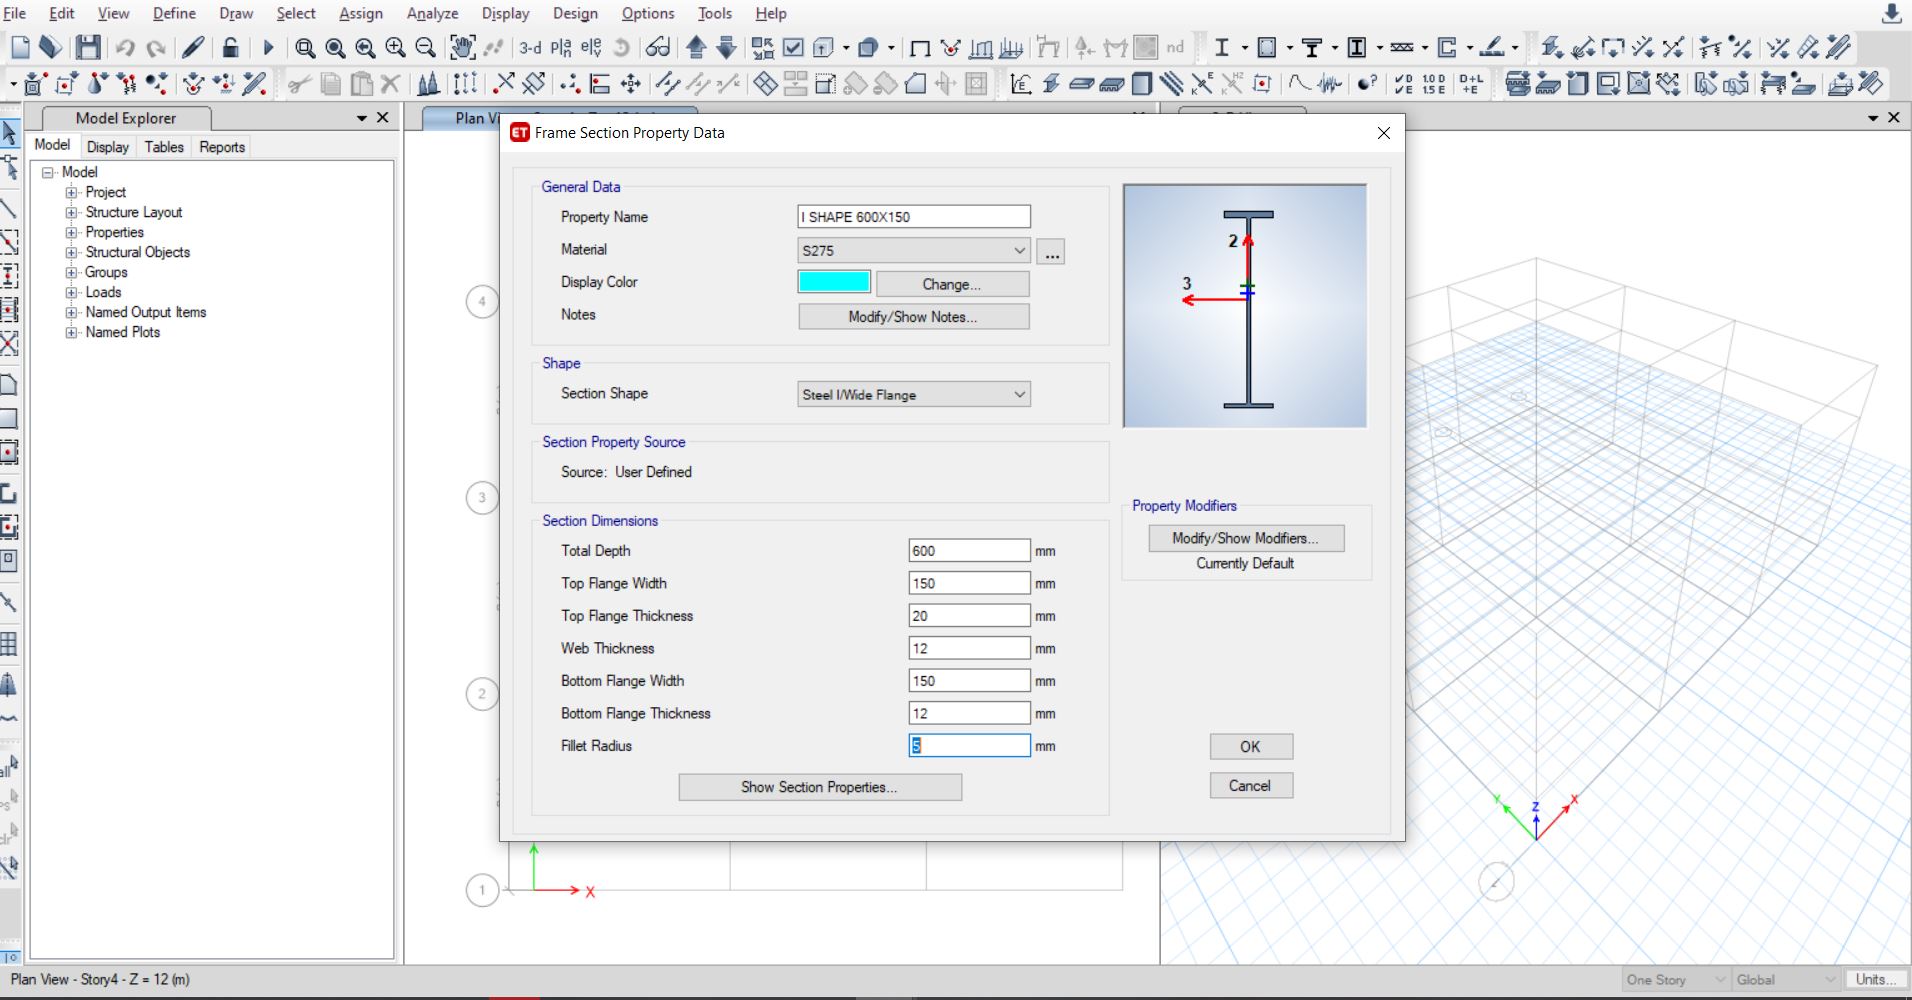 File Edit View Define Draw Select Assign Analyze Display Design Options Tools Help
3-d
nd
Model Explorer
Model Display Tables Reports
Model
Project
Structure Layout
Properties
Structural Objects
Groups
Loads
Named Output Items
Named Plots
Plan Vi
ET Frame Section Property Data
General Data
Property Name I SHAPE 600X150
Material S275 ...
Display Color Change...
Notes Modify/Show Notes...
Shape
Section Shape Steel I/Wide Flange
Section Property Source
Source: User Defined
Section Dimensions
Total Depth 600 mm
Top Flange Width 150 mm
Top Flange Thickness 20 mm
Web Thickness 12 mm
Bottom Flange Width 150 mm
Bottom Flange Thickness 12 mm
Fillet Radius 5 mm
Show Section Properties...
2
3
Property Modifiers
Modify/Show Modifiers...
Currently Default
OK
Cancel
4
3
2
1
X
Y
Z
X
Plan View - Story4 - Z = 12 (m)
One Story Global Units...